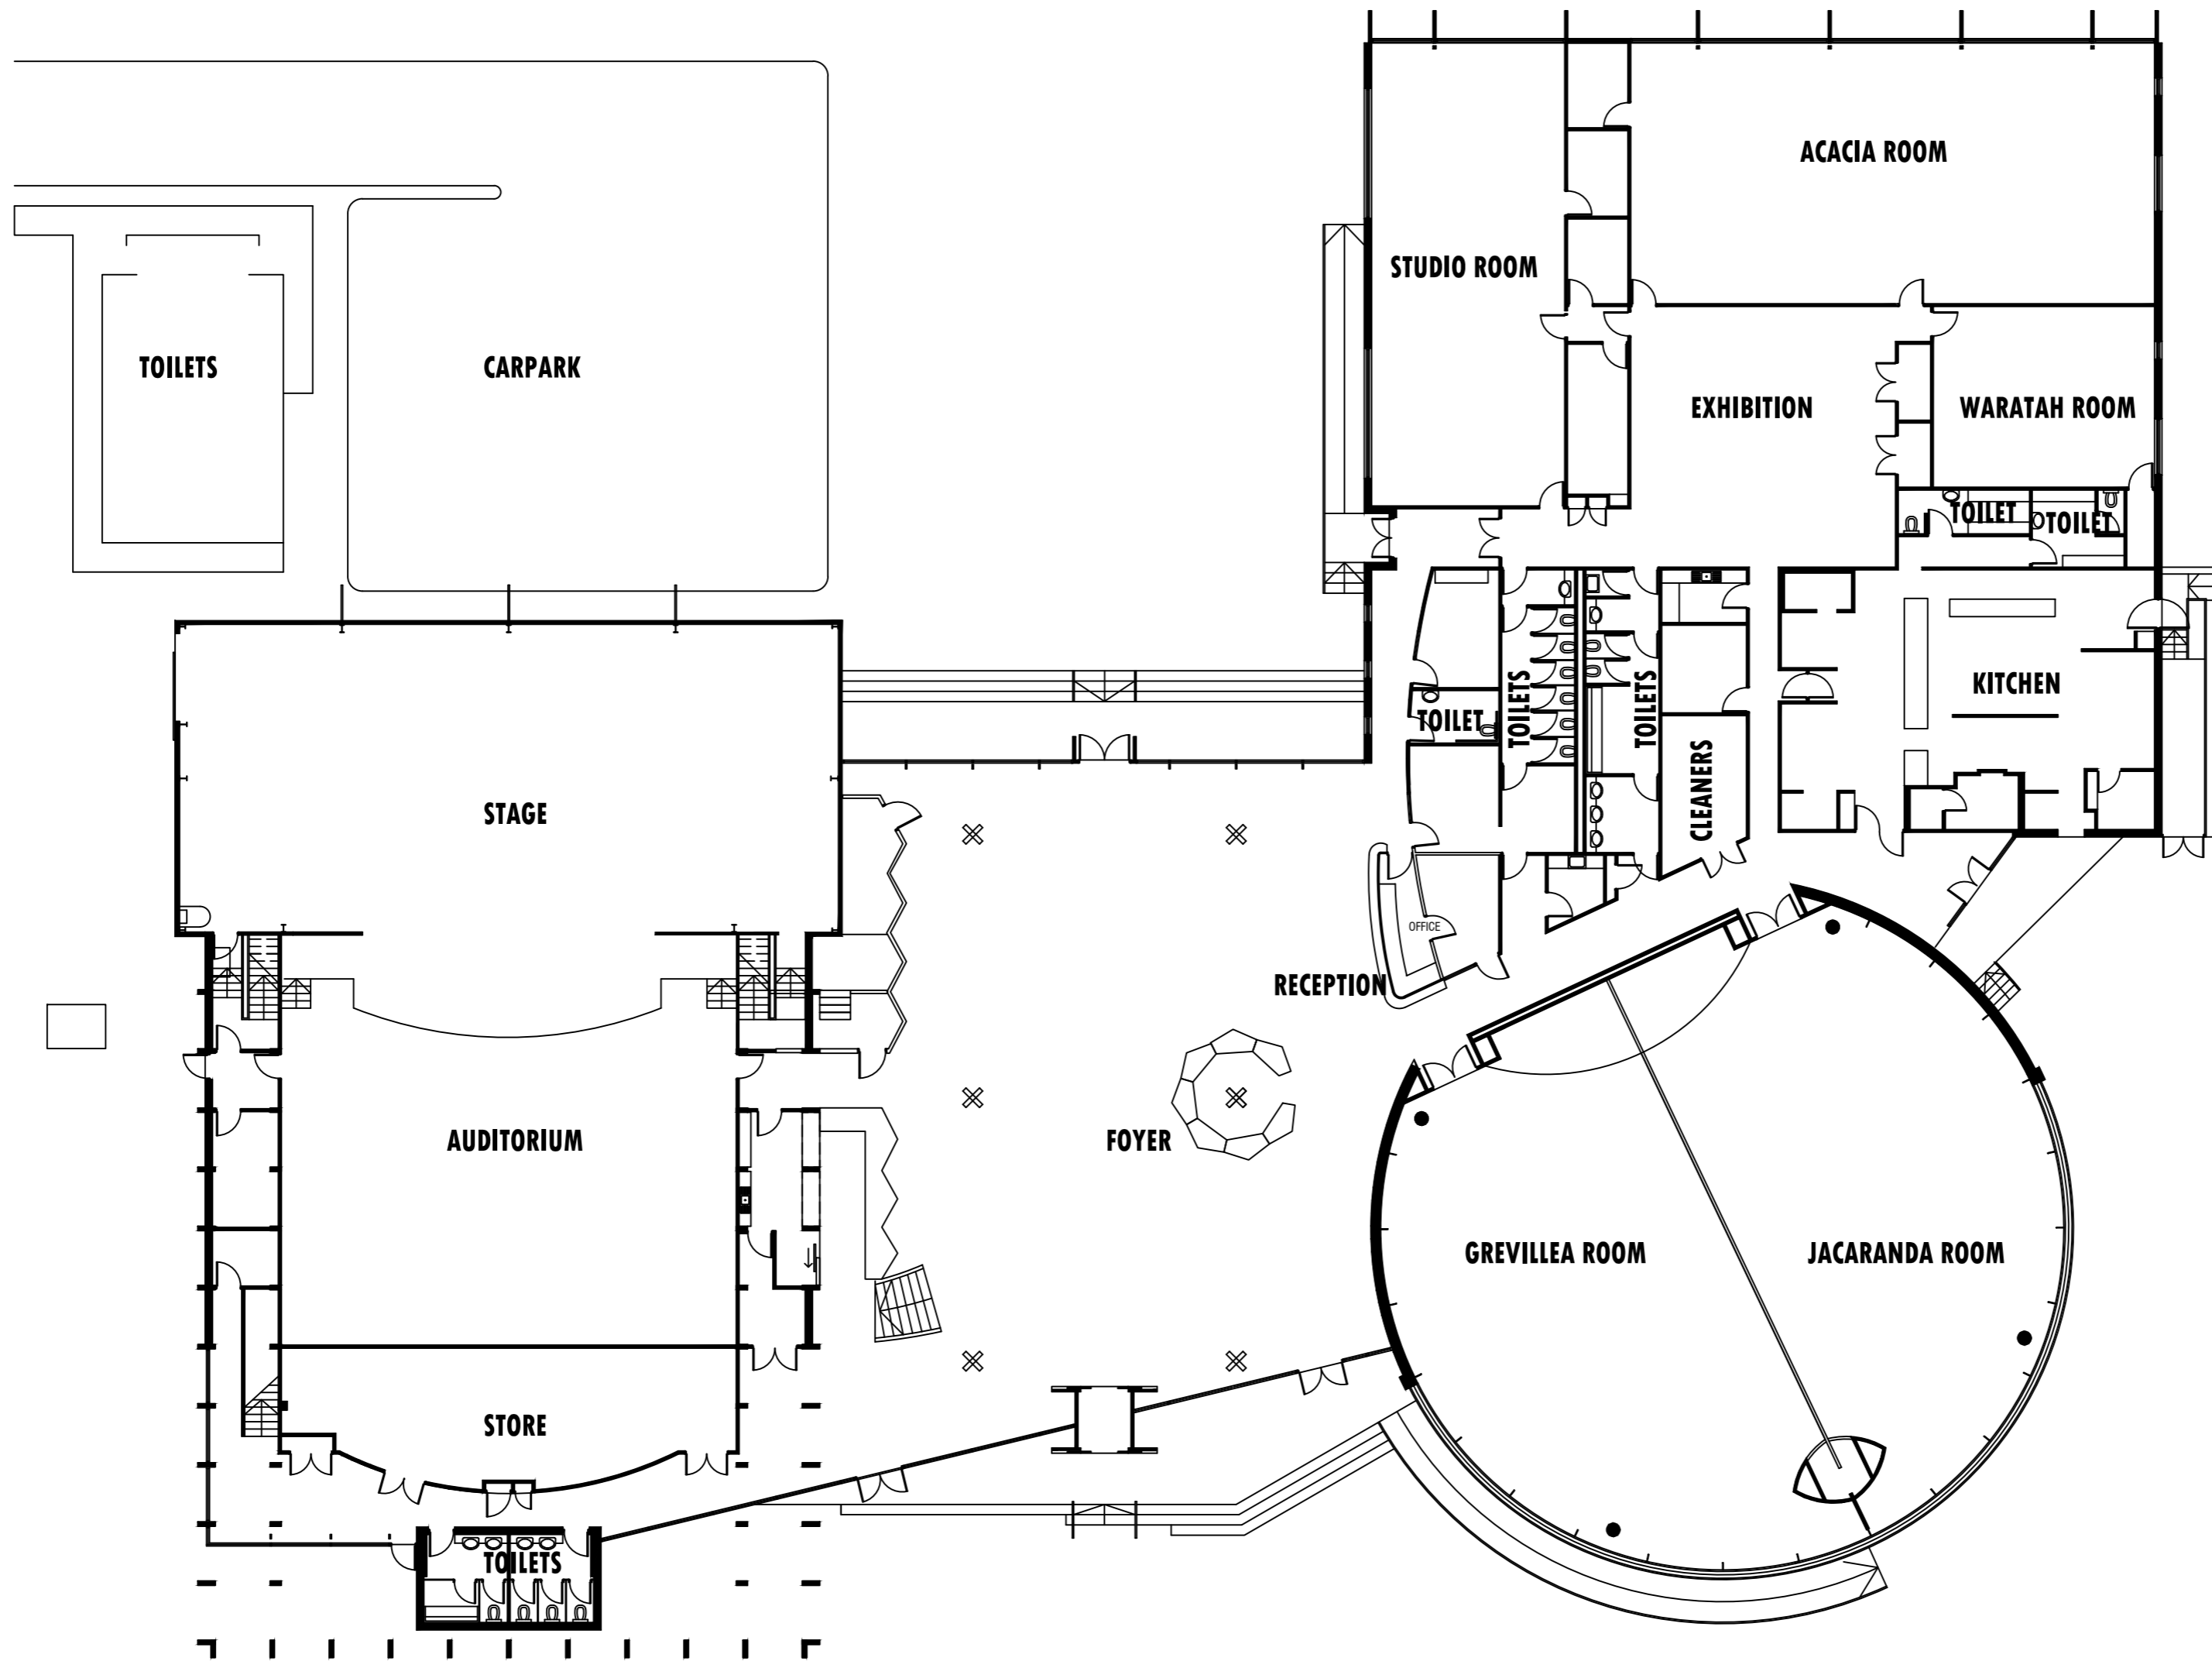 ACACIA ROOM
STUDIO ROOM
TOILETS
CARPARK
EXHIBITION
WARATAH ROOM
TOILET
TOILET
KITCHEN
TOILETS
TOILETS
TOILET
CLEANERS
STAGE
OFFICE
RECEPTION
AUDITORIUM
FOYER
GREVILLEA ROOM
JACARANDA ROOM
STORE
TOILETS